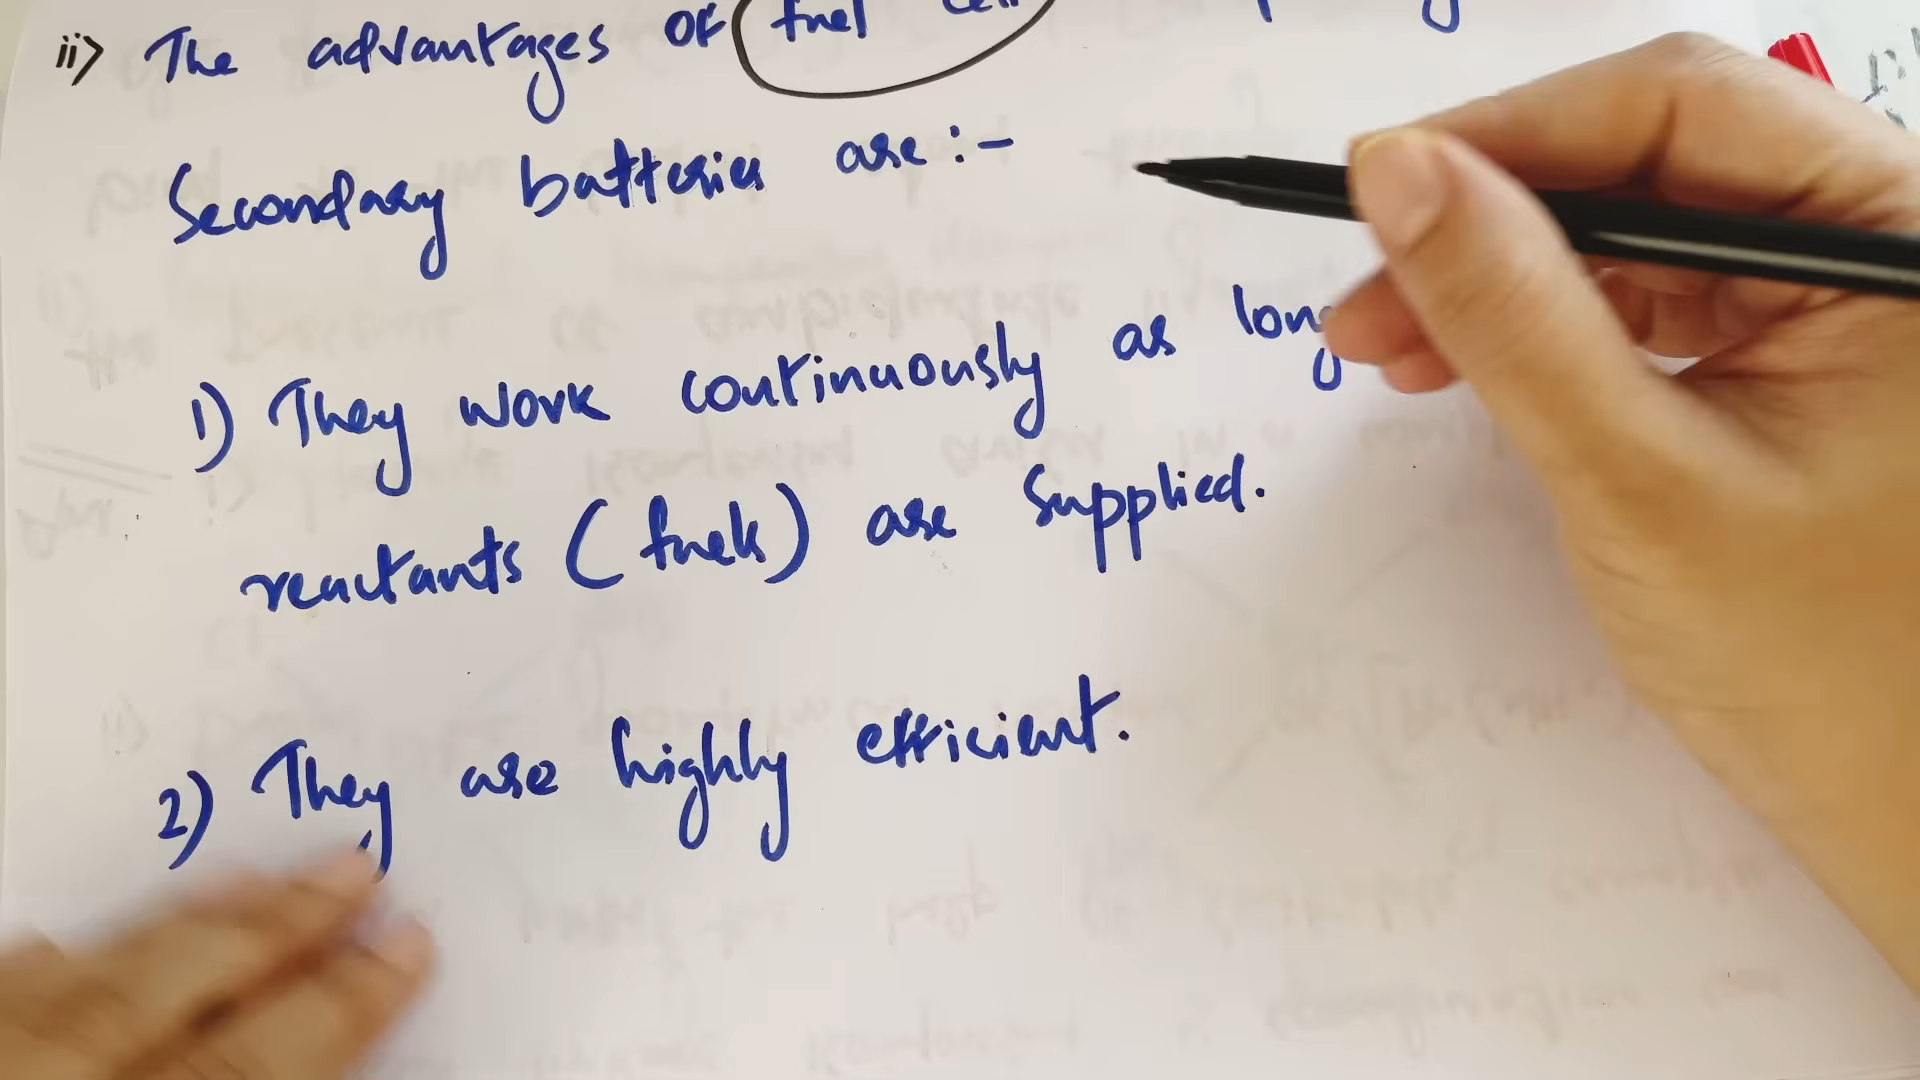 ii) The advantages of fuel cell
Secondary batteries are:-
1) They work continuously as long
reactants (fuels) are supplied.
2) They are highly efficient.